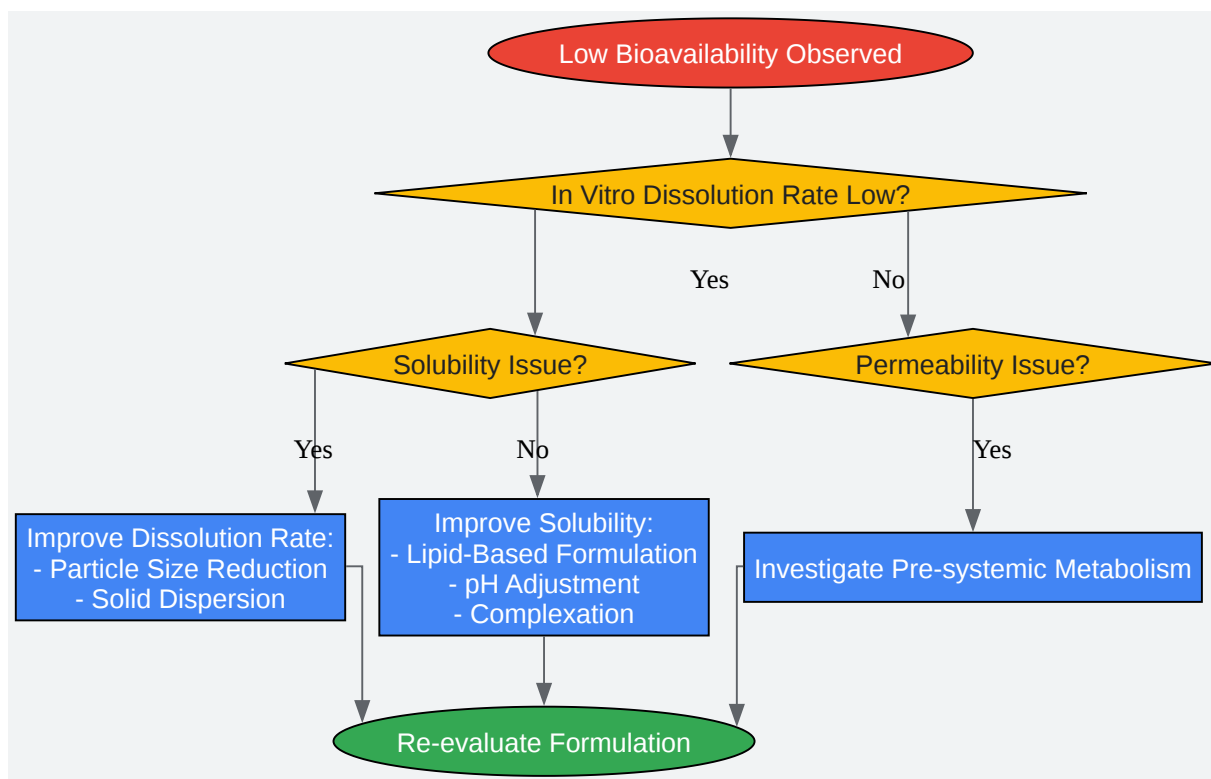 Low Bioavailability Observed
In Vitro Dissolution Rate Low?
Yes
No
Solubility Issue?
Permeability Issue?
Yes
No
Yes
Improve Dissolution Rate:
- Particle Size Reduction
- Solid Dispersion
Improve Solubility:
- Lipid-Based Formulation
- pH Adjustment
- Complexation
Investigate Pre-systemic Metabolism
Re-evaluate Formulation